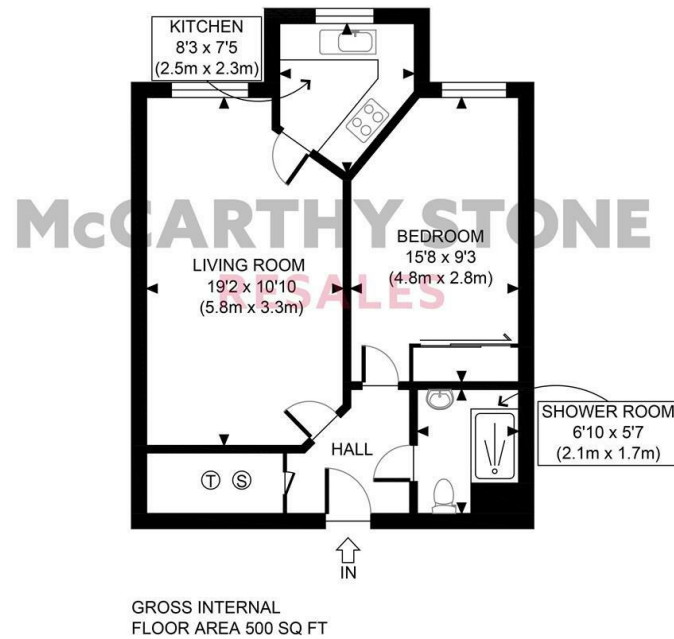 KITCHEN
8'3 x 7'5
(2.5m x 2.3m)
McCARTHY STONE
RESALES
BEDROOM
15'8 x 9'3
(4.8m x 2.8m)
LIVING ROOM
19'2 x 10'10
(5.8m x 3.3m)
SHOWER ROOM
6'10 x 5'7
(2.1m x 1.7m)
HALL
T S
IN
GROSS INTERNAL
FLOOR AREA 500 SQ FT